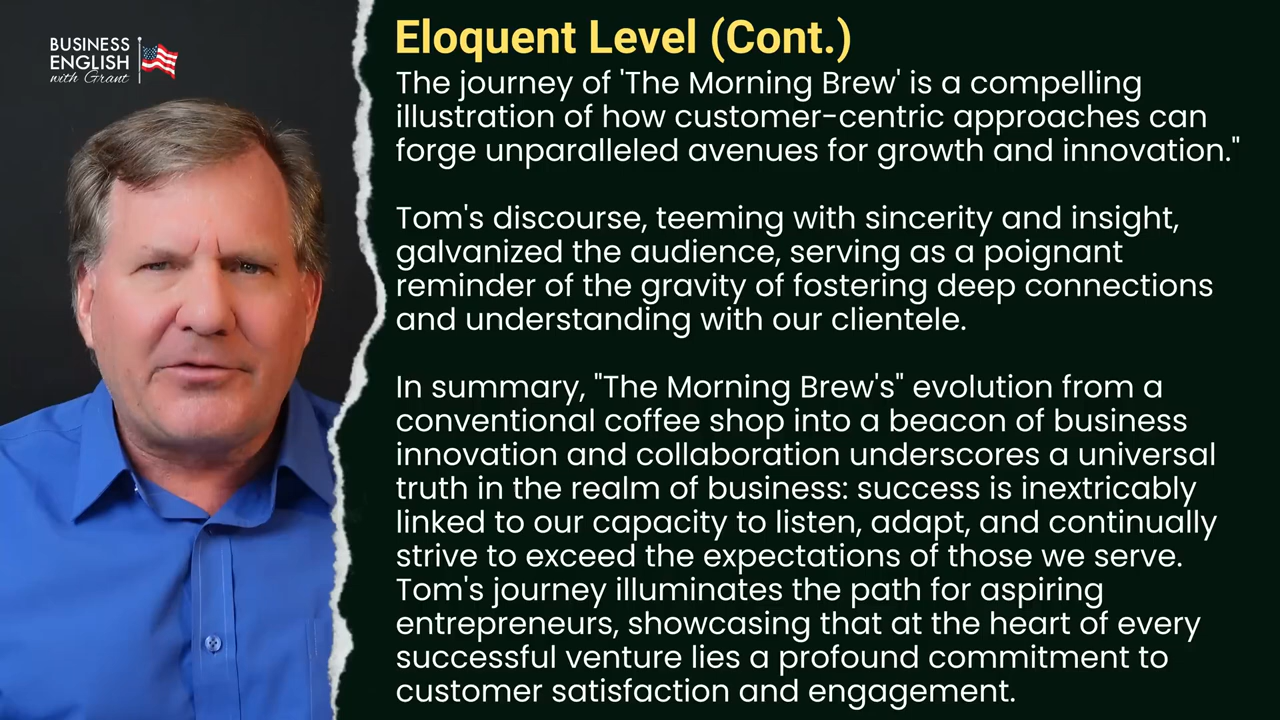 BUSINESS
ENGLISH
with Grant
Eloquent Level (Cont.)
The journey of 'The Morning Brew' is a compelling
illustration of how customer-centric approaches can
forge unparalleled avenues for growth and innovation."
Tom's discourse, teeming with sincerity and insight,
galvanized the audience, serving as a poignant
reminder of the gravity of fostering deep connections
and understanding with our clientele.
In summary, "The Morning Brew's" evolution from a
conventional coffee shop into a beacon of business
innovation and collaboration underscores a universal
truth in the realm of business: success is inextricably
linked to our capacity to listen, adapt, and continually
strive to exceed the expectations of those we serve.
Tom's journey illuminates the path for aspiring
entrepreneurs, showcasing that at the heart of every
successful venture lies a profound commitment to
customer satisfaction and engagement.